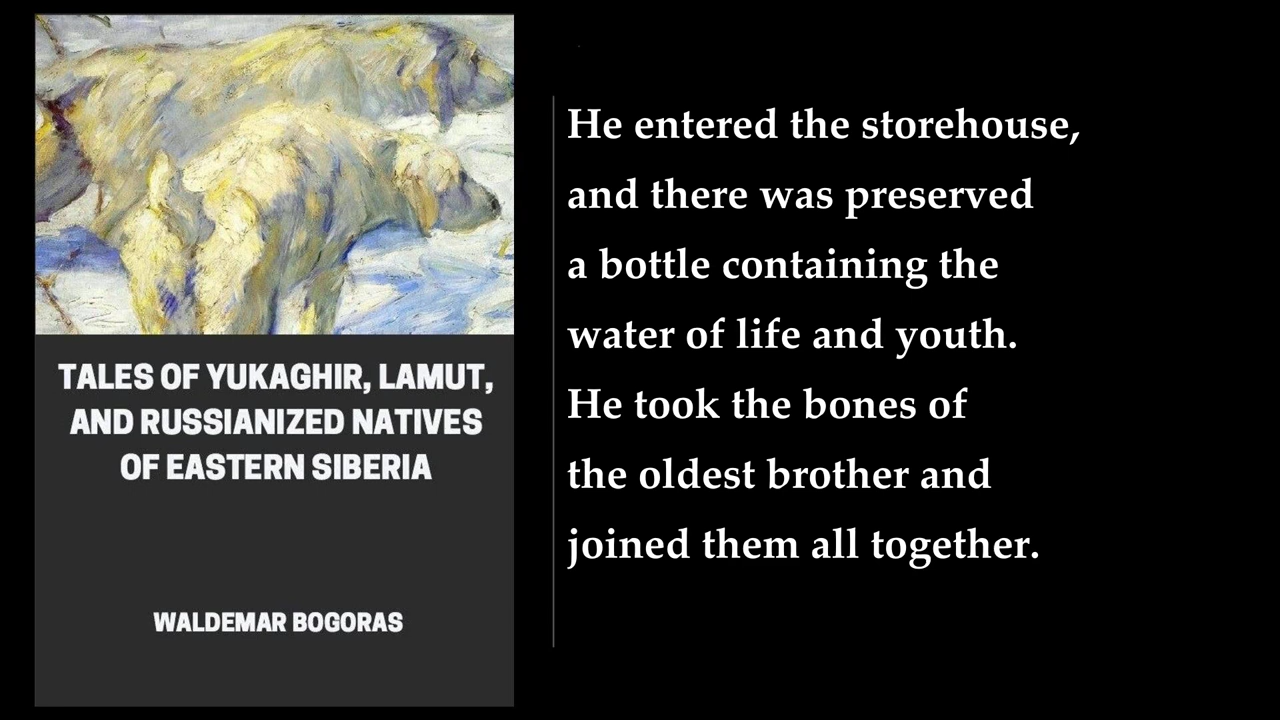 TALES OF YUKAGHIR, LAMUT,
AND RUSSIANIZED NATIVES
OF EASTERN SIBERIA
WALDEMAR BOGORAS
He entered the storehouse,
and there was preserved
a bottle containing the
water of life and youth.
He took the bones of
the oldest brother and
joined them all together.